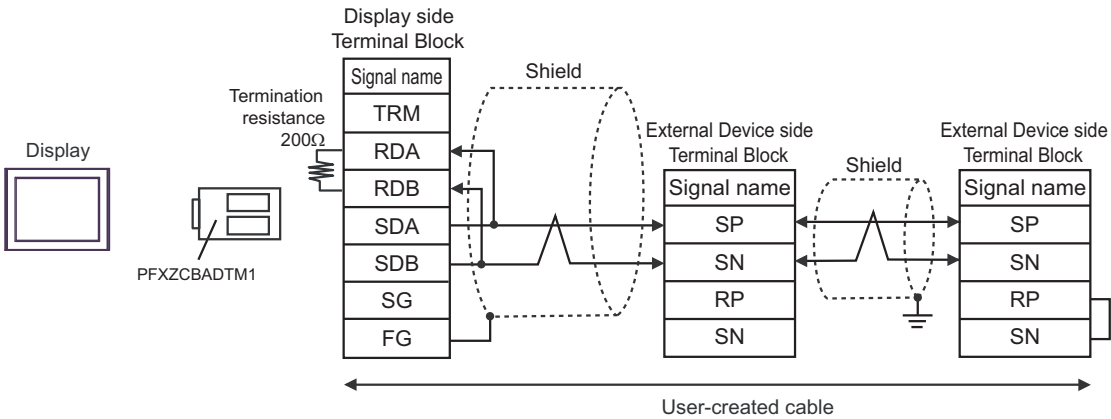 Display
PFXZCBADTM1
Termination
resistance
200Ω
Display side
Terminal Block
Signal name
TRM
RDA
RDB
SDA
SDB
SG
FG
Shield
External Device side
Terminal Block
Signal name
SP
SN
RP
SN
Shield
External Device side
Terminal Block
Signal name
SP
SN
RP
SN
User-created cable